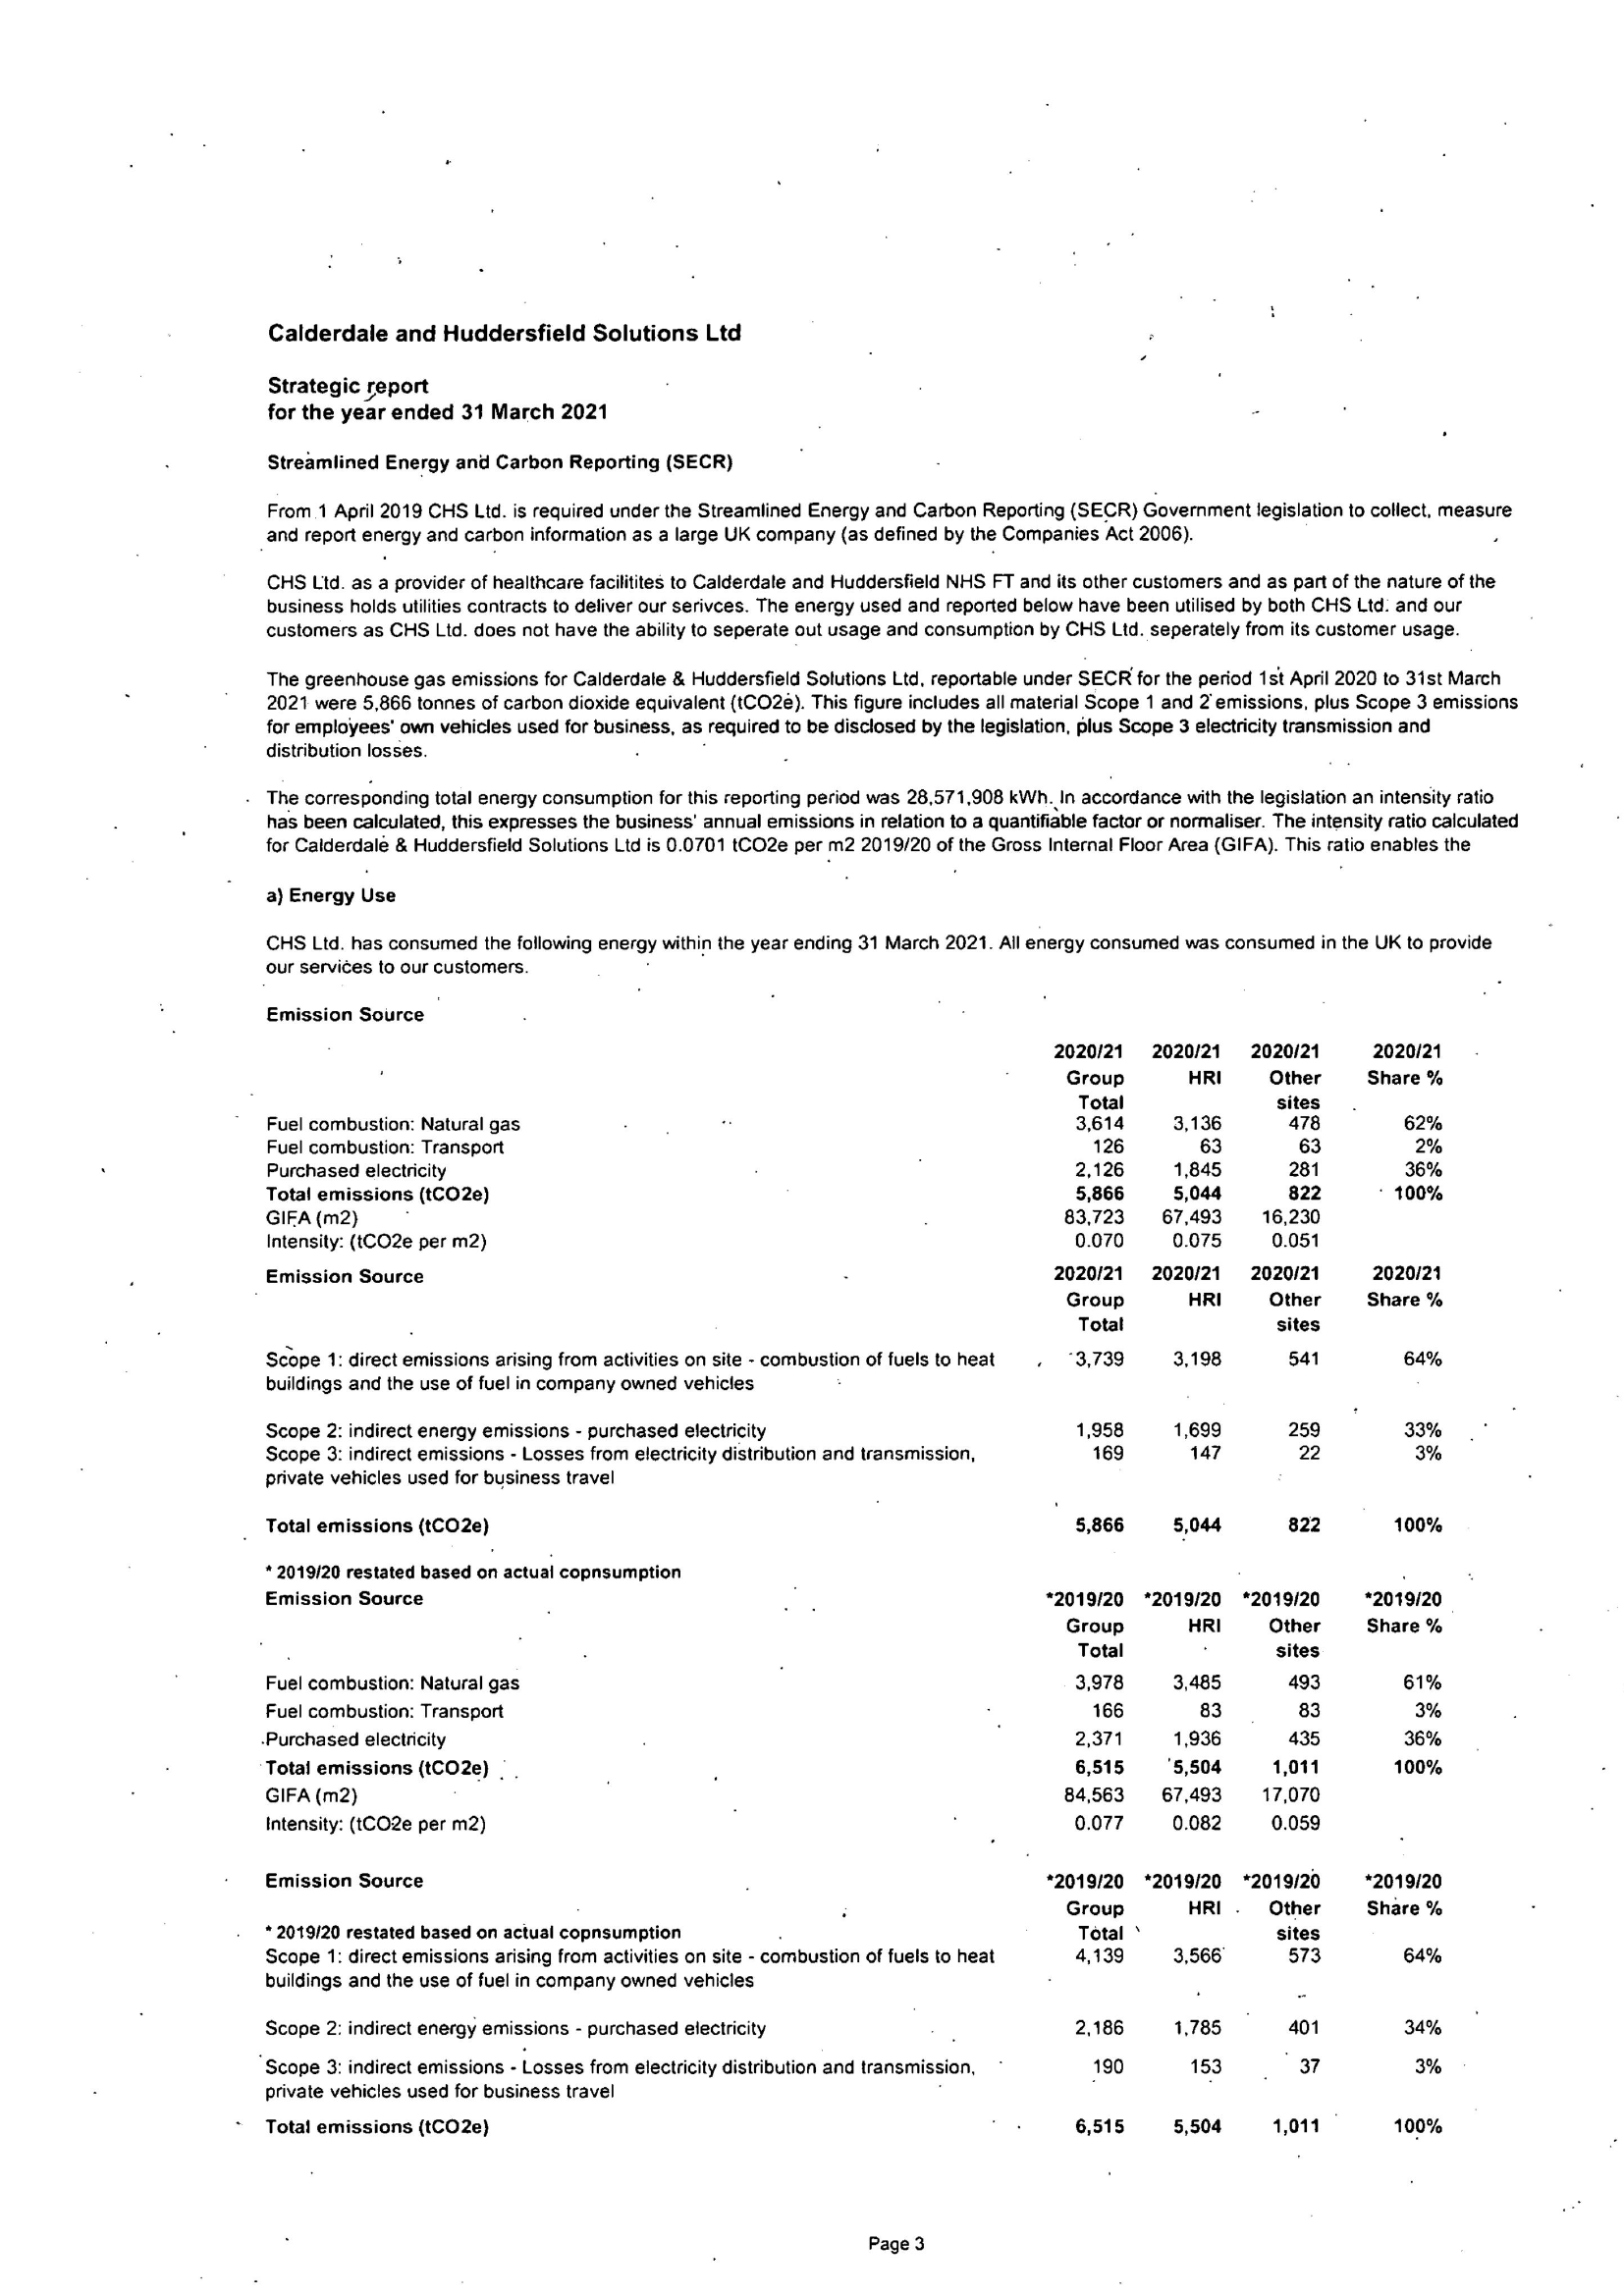 Calderdale and Huddersfield Solutions Ltd
Strategic report
for the year ended 31 March 2021
Streamlined Energy and Carbon Reporting (SECR)
From 1 April 2019 CHS Ltd. is required under the Streamlined Energy and Carbon Reporting (SECR) Government legislation to collect, measure
and report energy and carbon information as a large UK company (as defined by the Companies Act 2006).
CHS Ltd. as a provider of healthcare facilitites to Calderdale and Huddersfield NHS FT and its other customers and as part of the nature of the
business holds utilities contracts to deliver our serivces. The energy used and reported below have been utilised by both CHS Ltd. and our
customers as CHS Ltd. does not have the ability to seperate out usage and consumption by CHS Ltd. seperately from its customer usage.
The greenhouse gas emissions for Calderdale & Huddersfield Solutions Ltd, reportable under SECR for the period 1st April 2020 to 31st March
2021 were 5,866 tonnes of carbon dioxide equivalent (tCO2e). This figure includes all material Scope 1 and 2 emissions, plus Scope 3 emissions
for employees' own vehicles used for business, as required to be disclosed by the legislation, plus Scope 3 electricity transmission and
distribution losses.
The corresponding total energy consumption for this reporting period was 28,571,908 kWh. In accordance with the legislation an intensity ratio
has been calculated, this expresses the business' annual emissions in relation to a quantifiable factor or normaliser. The intensity ratio calculated
for Calderdale & Huddersfield Solutions Ltd is 0.0701 tCO2e per m2 2019/20 of the Gross Internal Floor Area (GIFA). This ratio enables the
a) Energy Use
CHS Ltd. has consumed the following energy within the year ending 31 March 2021. All energy consumed was consumed in the UK to provide
our services to our customers.
Emission Source
2020/21 2020/21 2020/21 2020/21
Group HRI Other Share %
Total sites
Fuel combustion: Natural gas 3,614 3,136 478 62%
Fuel combustion: Transport 126 63 63 2%
Purchased electricity 2,126 1,845 281 36%
Total emissions (tCO2e) 5,866 5,044 822 100%
GIFA (m2) 83,723 67,493 16,230
Intensity: (tCO2e per m2) 0.070 0.075 0.051
Emission Source 2020/21 2020/21 2020/21 2020/21
Group HRI Other Share %
Total sites
Scope 1: direct emissions arising from activities on site - combustion of fuels to heat 3,739 3,198 541 64%
buildings and the use of fuel in company owned vehicles
Scope 2: indirect energy emissions - purchased electricity 1,958 1,699 259 33%
Scope 3: indirect emissions - Losses from electricity distribution and transmission, 169 147 22 3%
private vehicles used for business travel
Total emissions (tCO2e) 5,866 5,044 822 100%
* 2019/20 restated based on actual copnsumption
Emission Source *2019/20 *2019/20 *2019/20 *2019/20
Group HRI Other Share %
Total sites
Fuel combustion: Natural gas 3,978 3,485 493 61%
Fuel combustion: Transport 166 83 83 3%
Purchased electricity 2,371 1,936 435 36%
Total emissions (tCO2e) 6,515 5,504 1,011 100%
GIFA (m2) 84,563 67,493 17,070
Intensity: (tCO2e per m2) 0.077 0.082 0.059
Emission Source *2019/20 *2019/20 *2019/20 *2019/20
Group HRI Other Share %
* 2019/20 restated based on actual copnsumption Total sites
Scope 1: direct emissions arising from activities on site - combustion of fuels to heat 4,139 3,566 573 64%
buildings and the use of fuel in company owned vehicles
Scope 2: indirect energy emissions - purchased electricity 2,186 1,785 401 34%
Scope 3: indirect emissions - Losses from electricity distribution and transmission, 190 153 37 3%
private vehicles used for business travel
Total emissions (tCO2e) 6,515 5,504 1,011 100%
Page 3